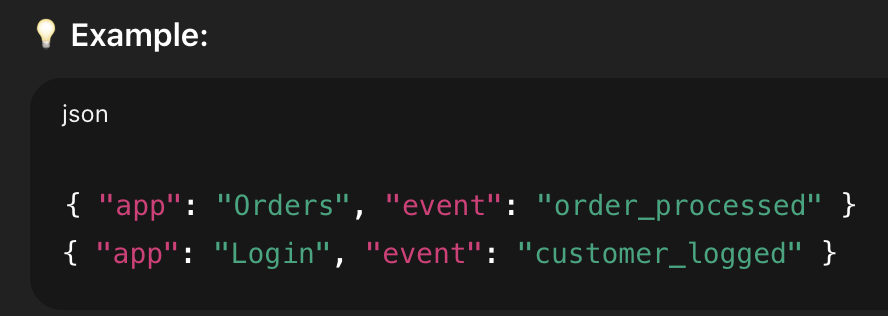 💡 Example:
json
{ "app": "Orders", "event": "order_processed" }
{ "app": "Login", "event": "customer_logged" }